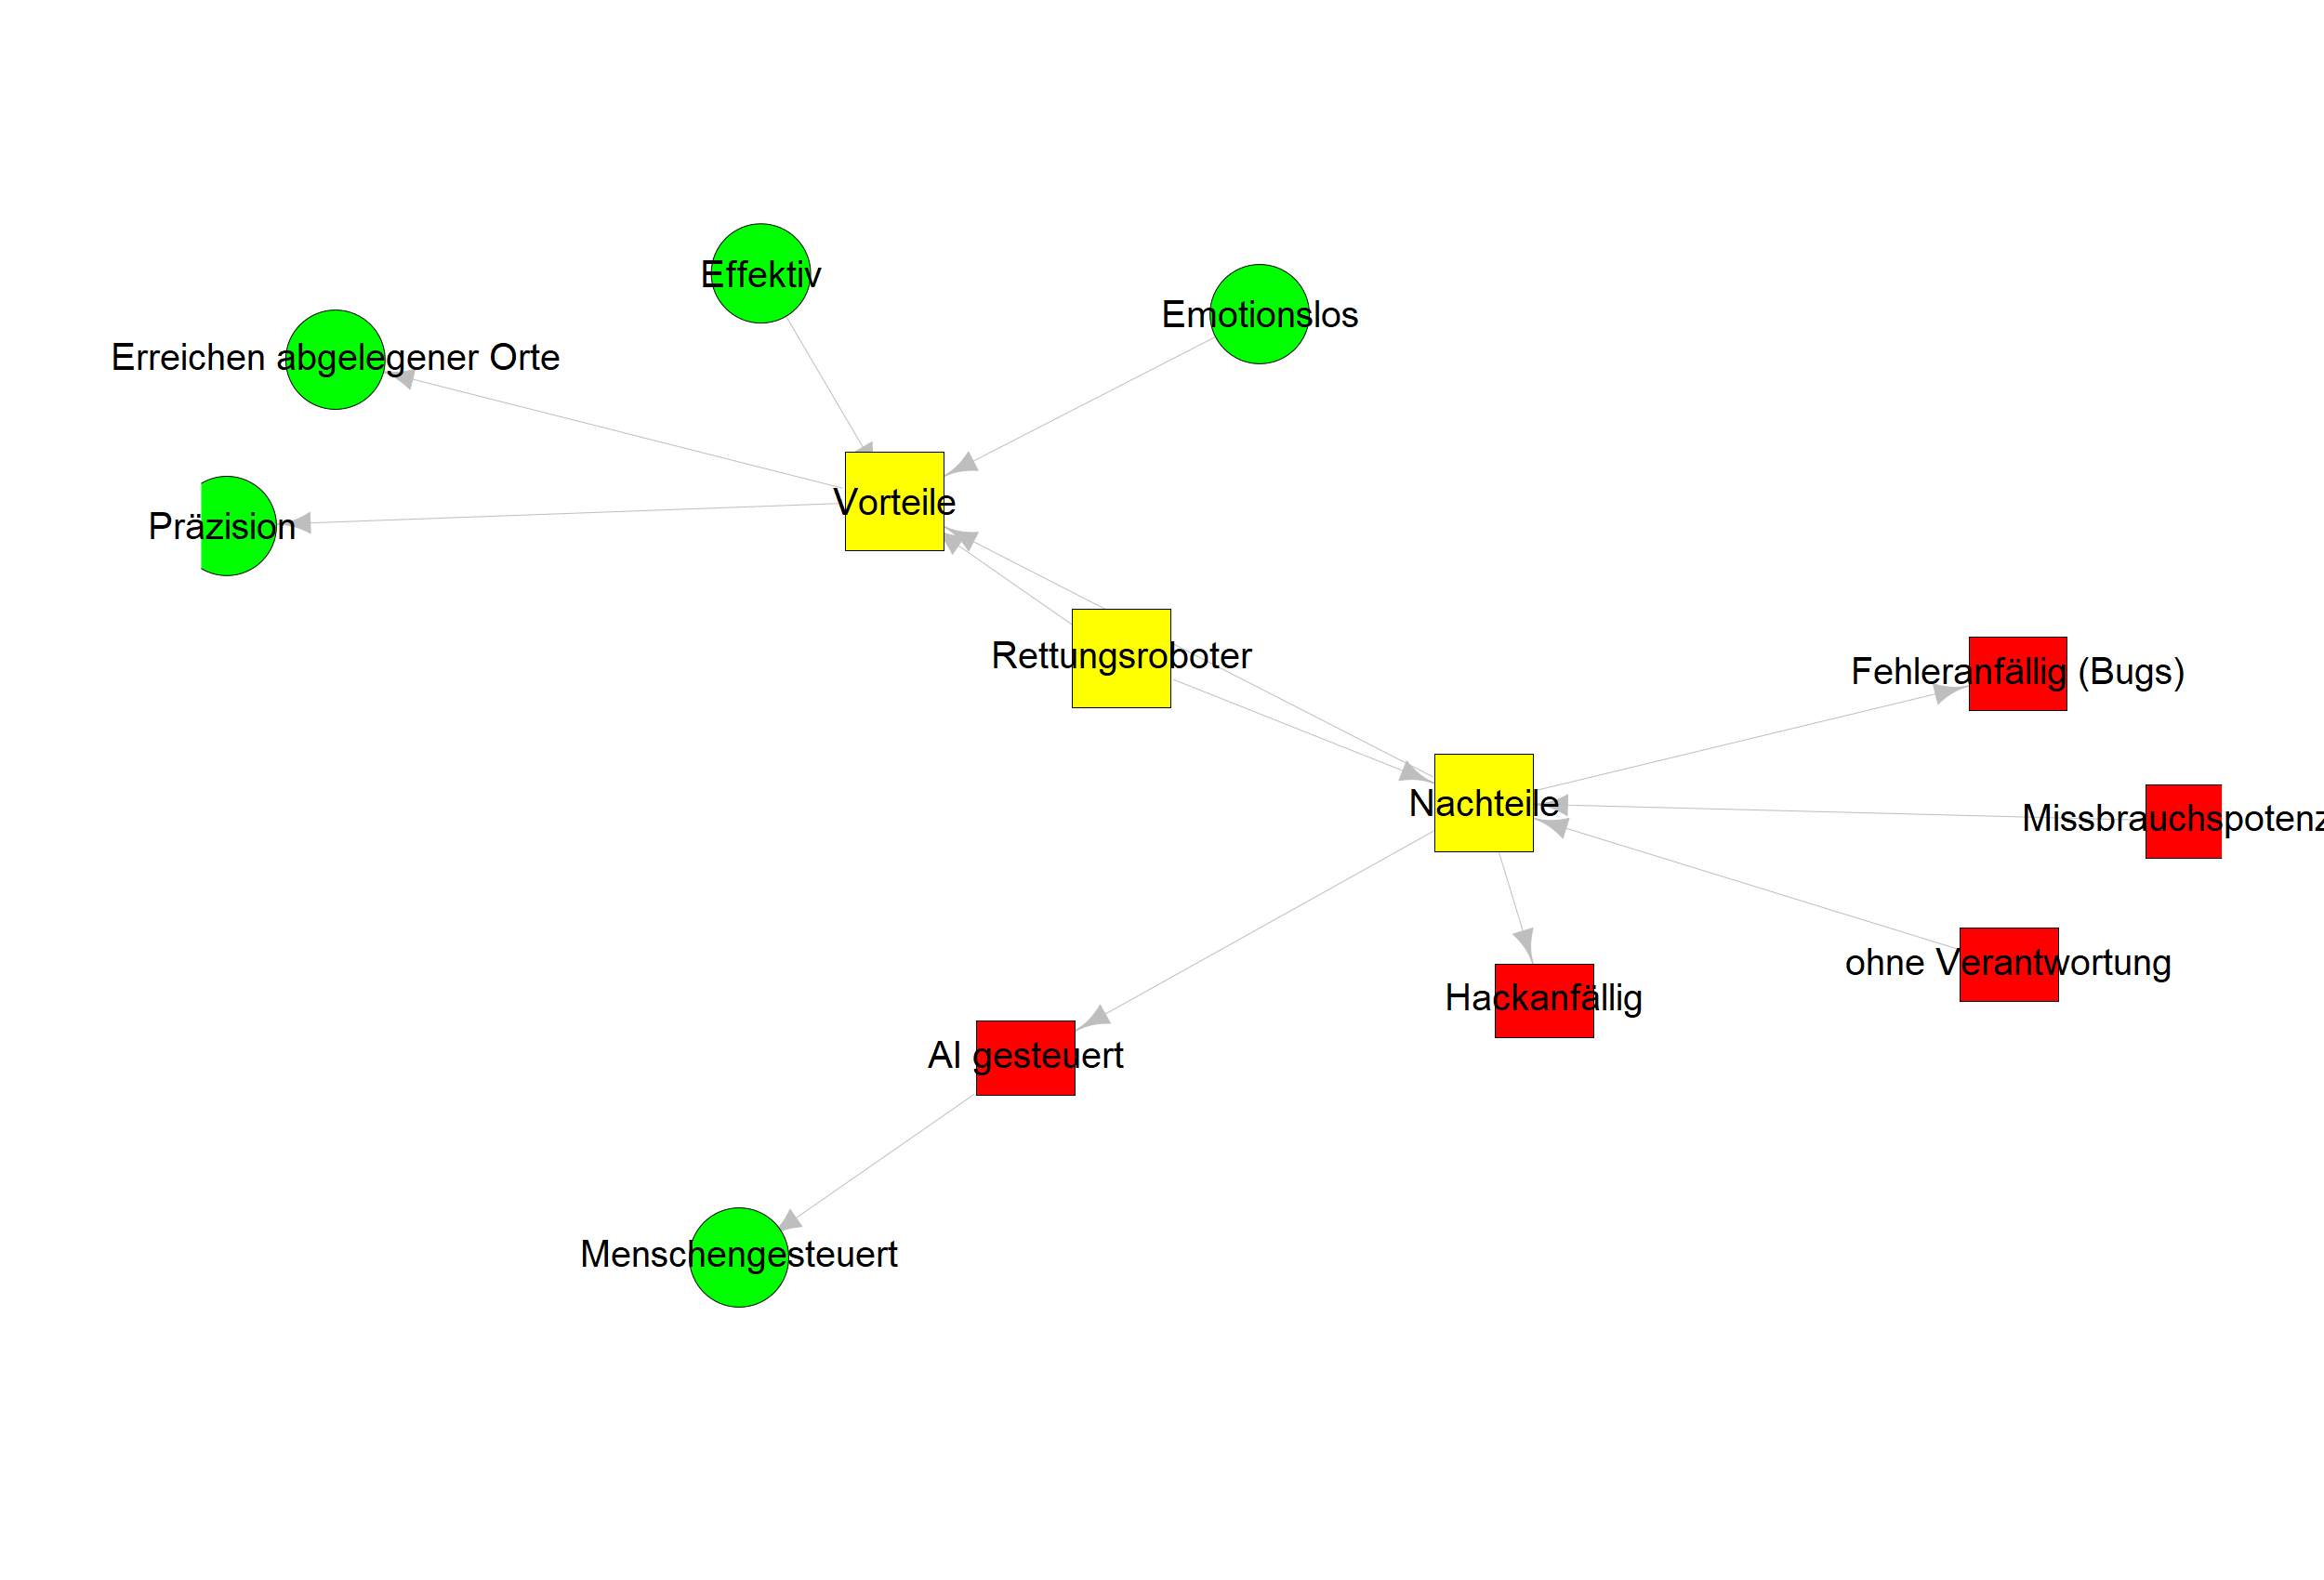 Effektiv
Emotionslos
Erreichen abgelegener Orte
Vorteile
Präzision
Rettungsroboter
Fehleranfällig (Bugs)
Nachteile
Missbrauchspotenz
ohne Verantwortung
Hackanfällig
AI gesteuert
Menschengesteuert